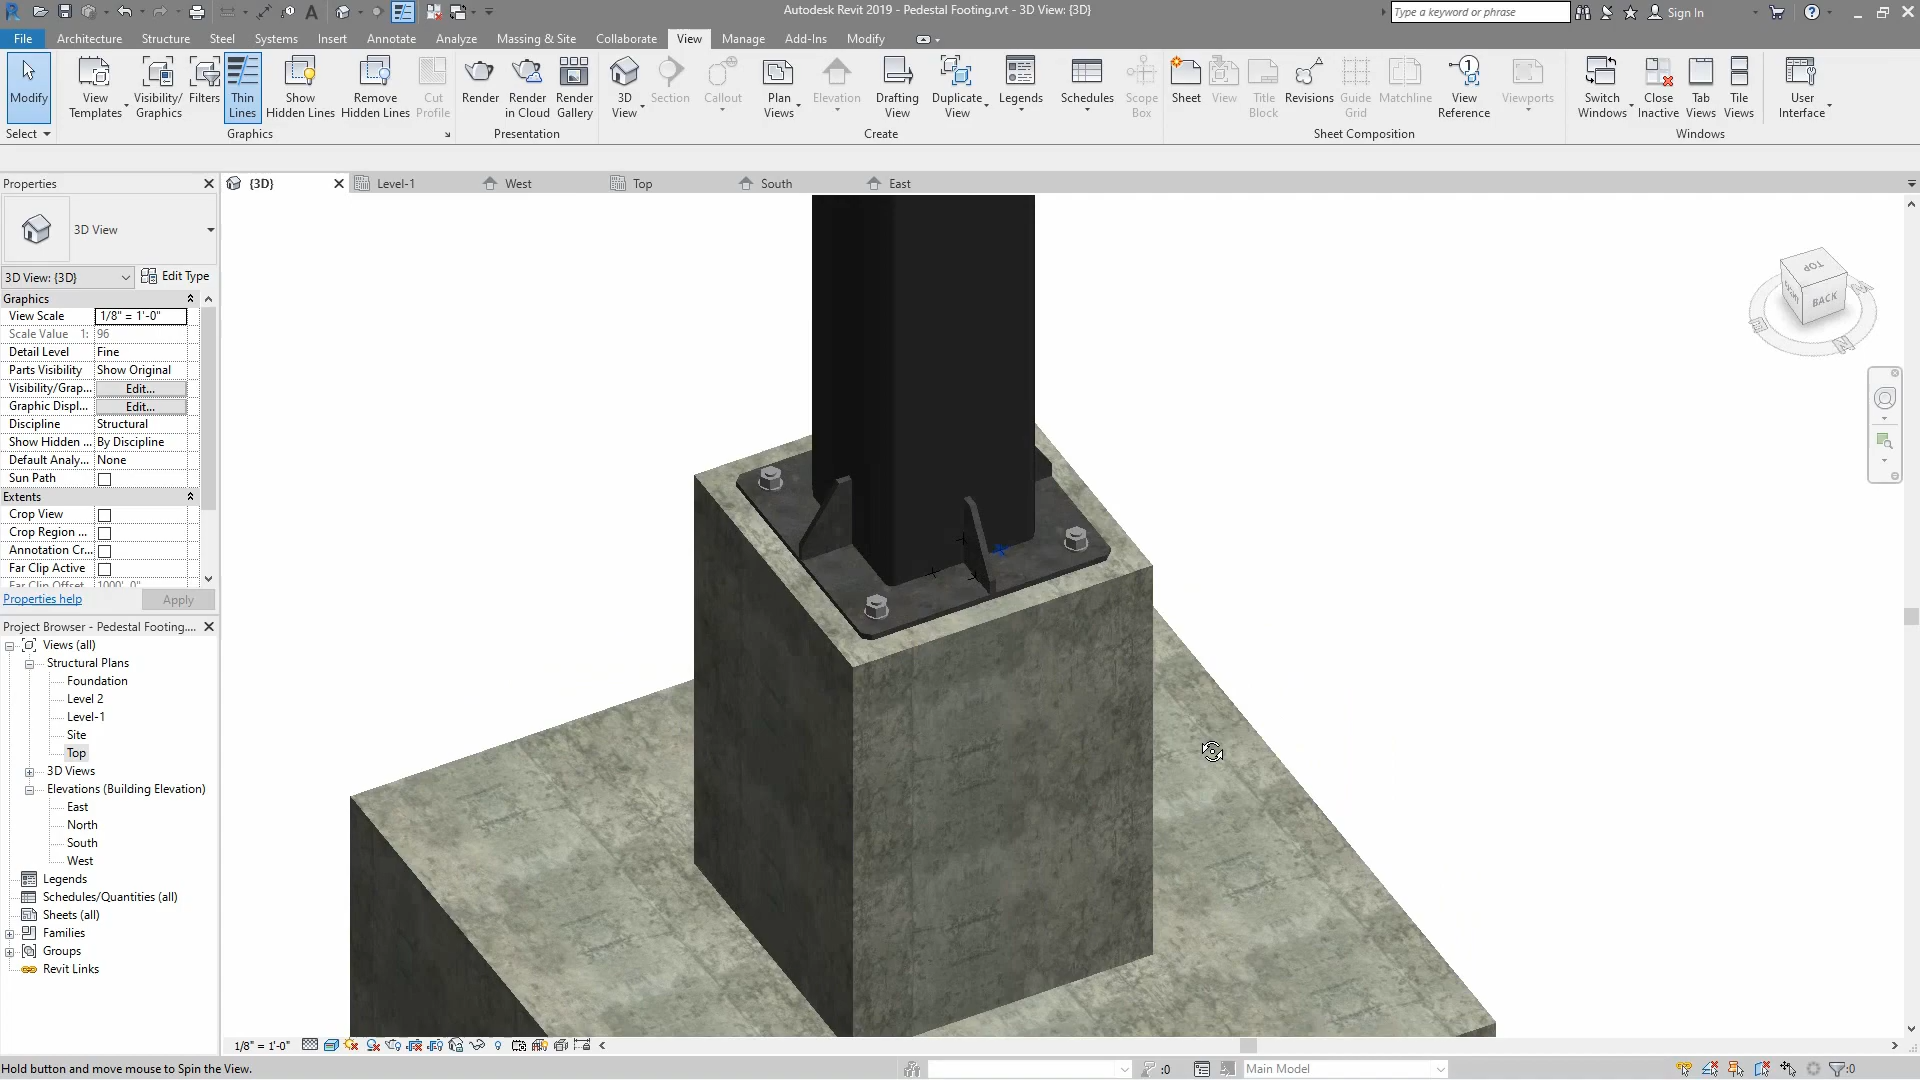 Autodesk Revit 2019 - Pedestal Footing.rvt - 3D View: {3D}
Type a keyword or phrase
Sign In
File Architecture Structure Steel Systems Insert Annotate Analyze Massing & Site Collaborate View Manage Add-Ins Modify
Modify
View Templates
Visibility/ Graphics
Filters
Thin Lines
Show Hidden Lines
Remove Hidden Lines
Cut Profile
Render
Render in Cloud
Render Gallery
3D View
Section
Callout
Plan Views
Elevation
Drafting View
Duplicate View
Legends
Schedules
Scope Box
Sheet
View
Title Block
Revisions
Guide Grid
Matchline
View Reference
Viewports
Switch Windows
Close Inactive
Tab Views
Tile Views
User Interface
Select
Graphics
Presentation
Create
Sheet Composition
Windows
Properties
{3D}
Level-1
West
Top
South
East
3D View
3D View: {3D}
Edit Type
Graphics
View Scale 1/8" = 1'-0"
Scale Value 1: 96
Detail Level Fine
Parts Visibility Show Original
Visibility/Grap... Edit...
Graphic Displ... Edit...
Discipline Structural
Show Hidden ... By Discipline
Default Analy... None
Sun Path
Extents
Crop View
Crop Region ...
Annotation Cr...
Far Clip Active
Far Clip Offset 1000' 0"
Properties help
Apply
Project Browser - Pedestal Footing....
Views (all)
Structural Plans
Foundation
Level 2
Level-1
Site
Top
3D Views
Elevations (Building Elevation)
East
North
South
West
Legends
Schedules/Quantities (all)
Sheets (all)
Families
Groups
Revit Links
TOP
BACK
E
N
W
1/8" = 1'-0"
Hold button and move mouse to Spin the View.
:0
Main Model
:0